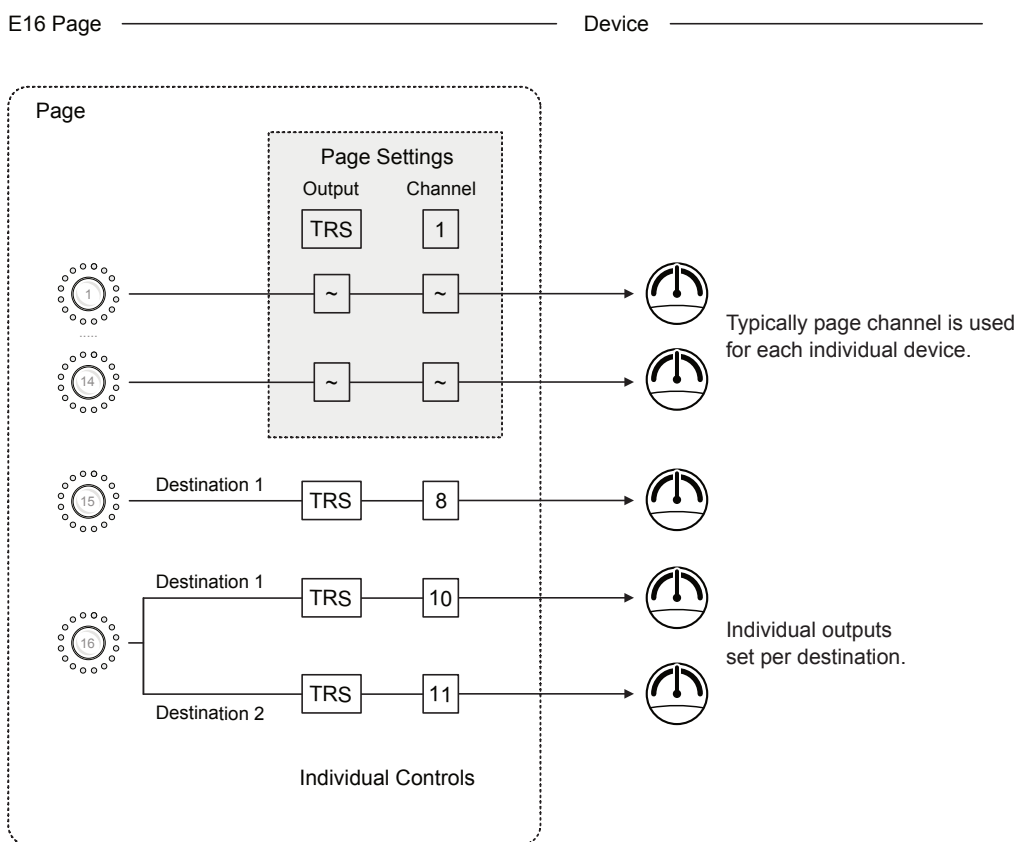 E16 Page Device
Page
Page Settings
Output Channel
TRS 1
1 ~ ~
.....
14 ~ ~
Typically page channel is used
for each individual device.
15 Destination 1 TRS 8
Destination 1 TRS 10
16
Destination 2 TRS 11
Individual outputs
set per destination.
Individual Controls